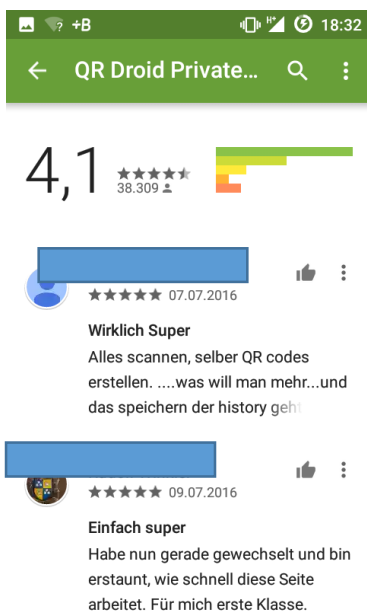 +B H+ 18:32
QR Droid Private...
4,1
38.309
07.07.2016
Wirklich Super
Alles scannen, selber QR codes
erstellen. ....was will man mehr...und
das speichern der history geht
09.07.2016
Einfach super
Habe nun gerade gewechselt und bin
erstaunt, wie schnell diese Seite
arbeitet. Für mich erste Klasse.